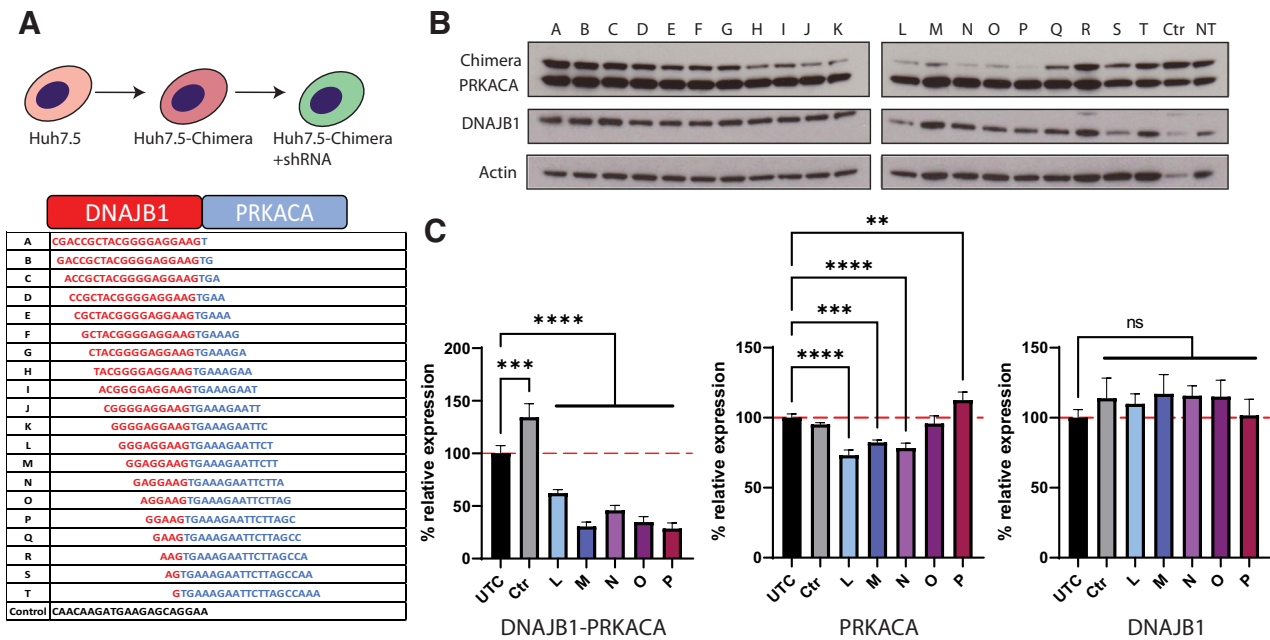 A
Huh7.5
Huh7.5-Chimera
Huh7.5-Chimera
+shRNA
DNAJB1
PRKACA
A CGACCGCTACGGGGAGGAAGT
B GACCGCTACGGGGAGGAAGTG
C ACCGCTACGGGGAGGAAGTGA
D CCGCTACGGGGAGGAAGTGAA
E CGCTACGGGGAGGAAGTGAAA
F GCTACGGGGAGGAAGTGAAAG
G CTACGGGGAGGAAGTGAAAGA
H TACGGGGAGGAAGTGAAAGAA
I ACGGGGAGGAAGTGAAAGAAT
J CGGGGAGGAAGTGAAAGAATT
K GGGGAGGAAGTGAAAGAATTC
L GGGAGGAAGTGAAAGAATTCT
M GGAGGAAGTGAAAGAATTCTT
N GAGGAAGTGAAAGAATTCTTA
O AGGAAGTGAAAGAATTCTTAG
P GGAAGTGAAAGAATTCTTAGC
Q GAAGTGAAAGAATTCTTAGCC
R AAGTGAAAGAATTCTTAGCCA
S AGTGAAAGAATTCTTAGCCAA
T GTGAAAGAATTCTTAGCCAAA
Control CAACAAGATGAAGAGCAGGAA
B
A B C D E F G H I J K L M N O P Q R S T Ctr NT
Chimera
PRKACA
DNAJB1
Actin
C
% relative expression
200
150
100
50
0
****
***
UTC Ctr L M N O P
DNAJB1-PRKACA
% relative expression
150
100
50
0
**
****
***
****
UTC Ctr L M N O P
PRKACA
% relative expression
150
100
50
0
ns
UTC Ctr L M N O P
DNAJB1